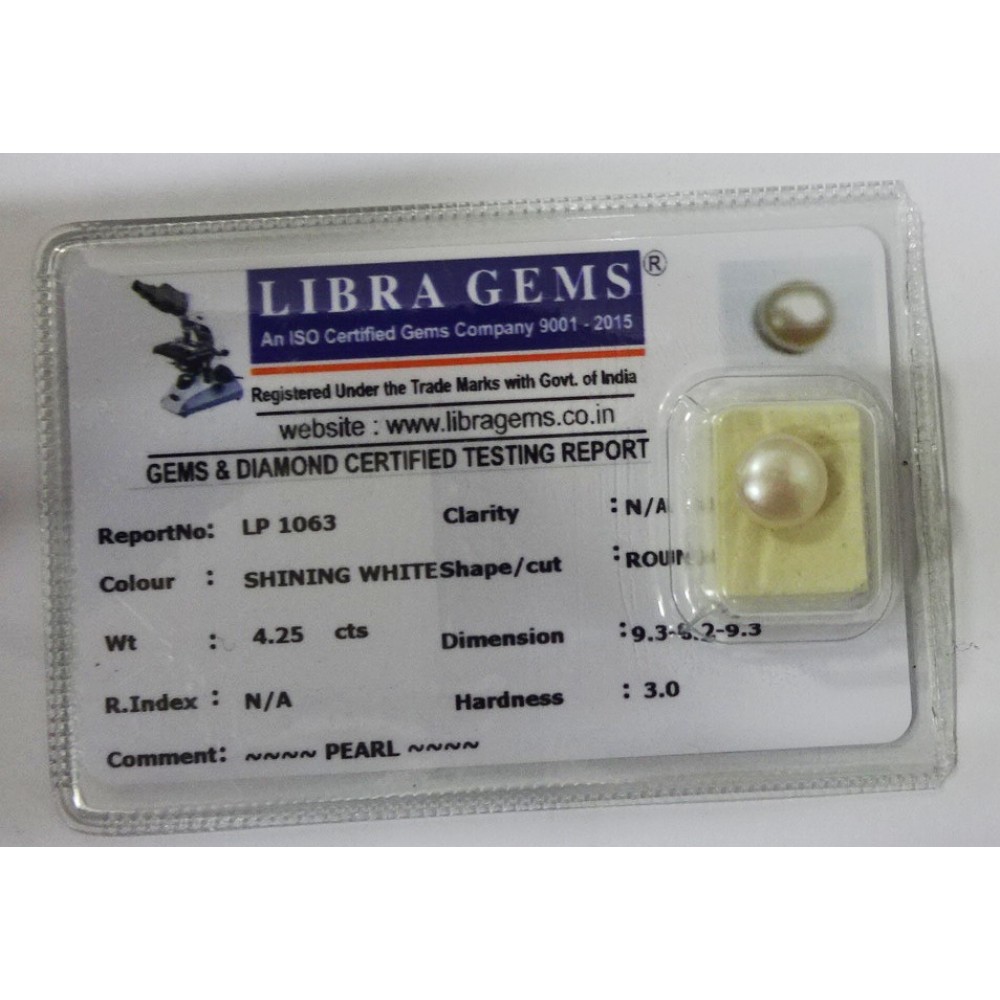 LIBRA GEMS ®
An ISO Certified Gems Company 9001 - 2015
Registered Under the Trade Marks with Govt. of India
website : www.libragems.co.in
GEMS & DIAMOND CERTIFIED TESTING REPORT
ReportNo: LP 1063 Clarity : N/A
Colour : SHINING WHITE Shape/cut :
Wt : 4.25 cts Dimension :
R.Index : N/A Hardness : 3.0
Comment: ~~~~ PEARL ~~~~